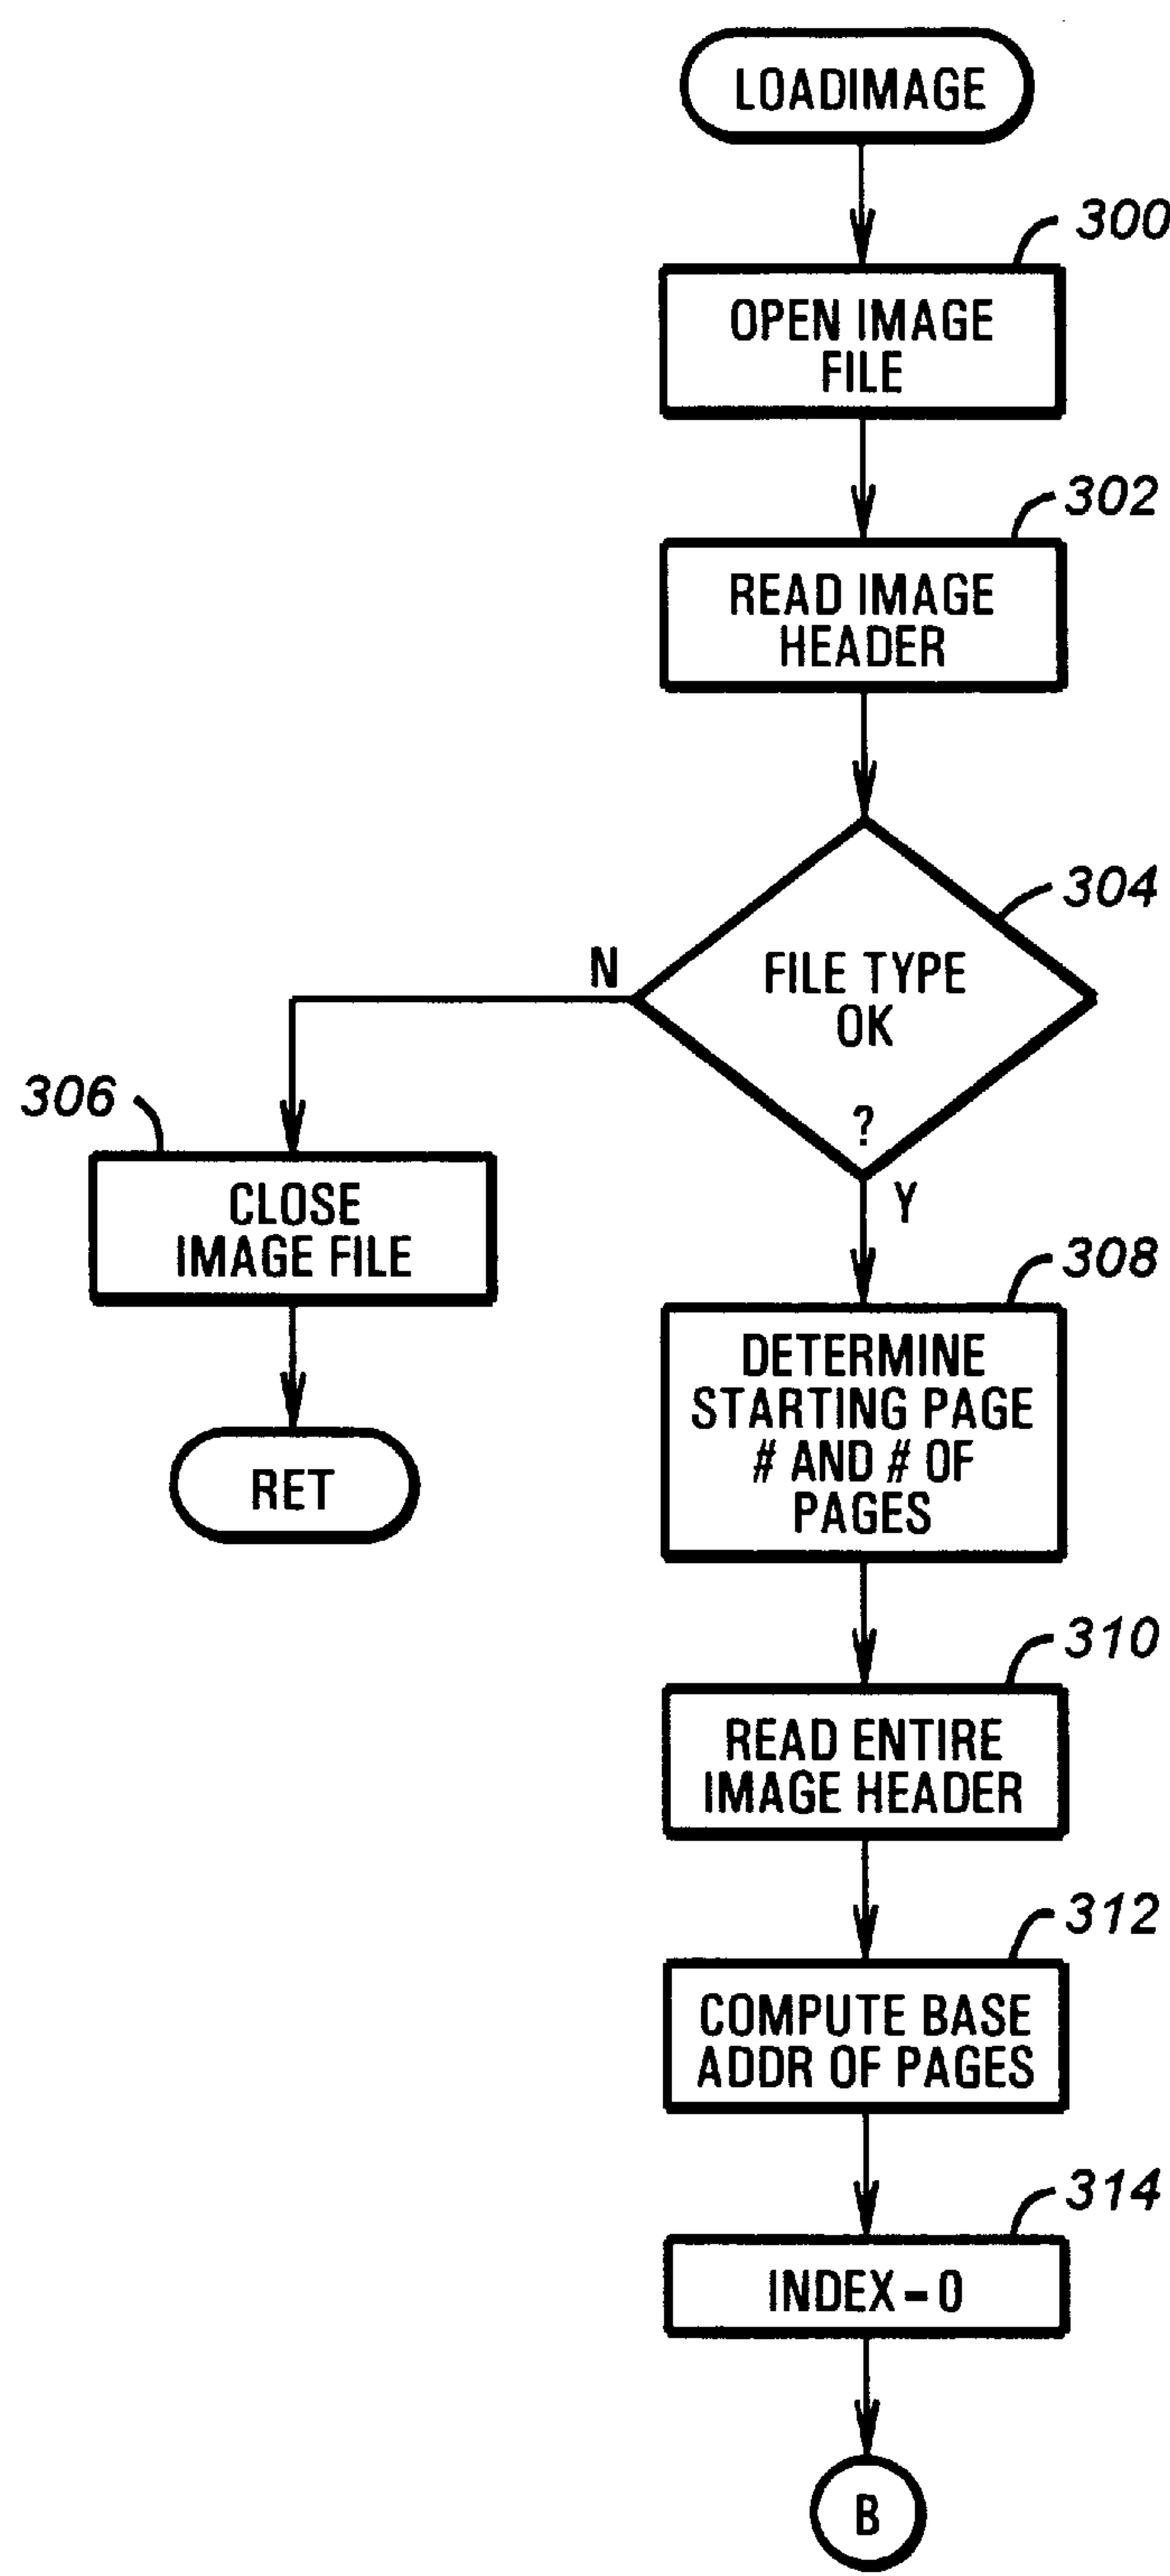 LOADIMAGE
300
OPEN IMAGE
FILE
302
READ IMAGE
HEADER
304
FILE TYPE
OK
?
N
Y
306
CLOSE
IMAGE FILE
RET
308
DETERMINE
STARTING PAGE
# AND # OF
PAGES
310
READ ENTIRE
IMAGE HEADER
312
COMPUTE BASE
ADDR OF PAGES
314
INDEX = 0
B